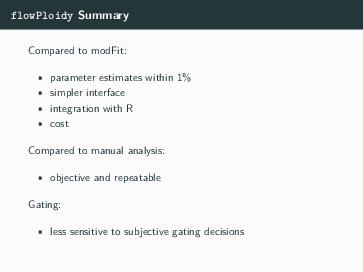 flowPloidy Summary
Compared to modFit:
▪ parameter estimates within 1%
▪ simpler interface
▪ integration with R
▪ cost
Compared to manual analysis:
▪ objective and repeatable
Gating:
▪ less sensitive to subjective gating decisions